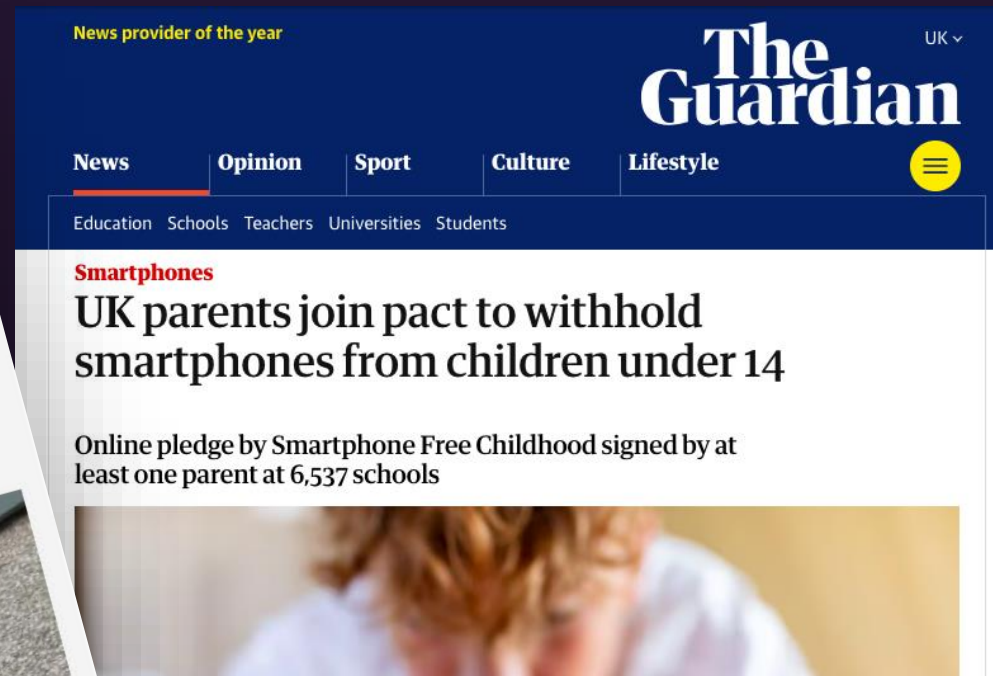 News provider of the year
UK
The
Guardian
News
Opinion
Sport
Culture
Lifestyle
Education Schools Teachers Universities Students
Smartphones
UK parents join pact to withhold
smartphones from children under 14
Online pledge by Smartphone Free Childhood signed by at
least one parent at 6,537 schools